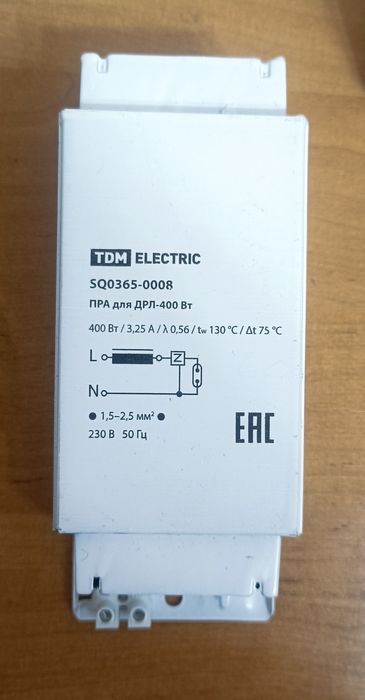 TDM ELECTRIC
SQ0365-0008
ПРА для ДРЛ-400 Вт
400 Вт / 3,25 А / λ 0,56 / tw 130 °C / Δt 75 °C
L
Z
N
● 1,5–2,5 мм² ●
230 В 50 Гц
EAC